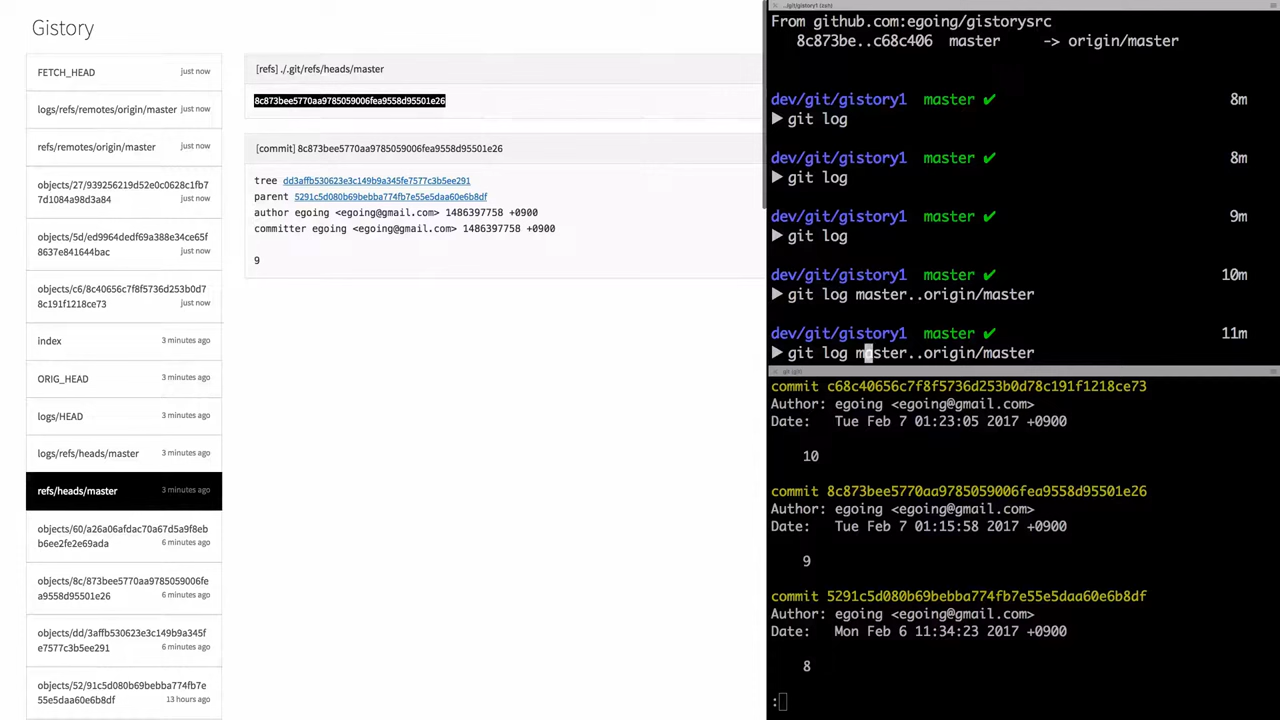 Gistory
FETCH_HEAD
just now
logs/refs/remotes/origin/master
just now
refs/remotes/origin/master
just now
objects/27/939256219d52e0c0628c1fb7
7d1084a98d3a84
just now
objects/5d/ed9964dedf69a388e34ce65f
8637e841644bac
just now
objects/c6/8c40656c7f8f5736d253b0d7
8c191f1218ce73
just now
index
3 minutes ago
ORIG_HEAD
3 minutes ago
logs/HEAD
3 minutes ago
logs/refs/heads/master
3 minutes ago
refs/heads/master
3 minutes ago
objects/60/a26a06afdac70a67d5a9f8eb
b6ee2fe2e69ada
6 minutes ago
objects/8c/873bee5770aa9785059006fe
a9558d95501e26
6 minutes ago
objects/dd/3affb530623e3c149b9a345f
e7577c3b5ee291
6 minutes ago
objects/52/91c5d080b69bebba774fb7e
55e5daa60e6b8df
13 hours ago
[refs] ./.git/refs/heads/master
8c873bee5770aa9785059006fea9558d95501e26
[commit] 8c873bee5770aa9785059006fea9558d95501e26
tree dd3affb530623e3c149b9a345fe7577c3b5ee291
parent 5291c5d080b69bebba774fb7e55e5daa60e6b8df
author egoing <egoing@gmail.com> 1486397758 +0900
committer egoing <egoing@gmail.com> 1486397758 +0900
9
../git/gistory1 (zsh)
From github.com:egoing/gistorysrc
8c873be..c68c406 master -> origin/master
dev/git/gistory1 master ✔ 8m
▶ git log
dev/git/gistory1 master ✔ 8m
▶ git log
dev/git/gistory1 master ✔ 9m
▶ git log
dev/git/gistory1 master ✔ 10m
▶ git log master..origin/master
dev/git/gistory1 master ✔ 11m
▶ git log master..origin/master
git (git)
commit c68c40656c7f8f5736d253b0d78c191f1218ce73
Author: egoing <egoing@gmail.com>
Date: Tue Feb 7 01:23:05 2017 +0900
10
commit 8c873bee5770aa9785059006fea9558d95501e26
Author: egoing <egoing@gmail.com>
Date: Tue Feb 7 01:15:58 2017 +0900
9
commit 5291c5d080b69bebba774fb7e55e5daa60e6b8df
Author: egoing <egoing@gmail.com>
Date: Mon Feb 6 11:34:23 2017 +0900
8
: